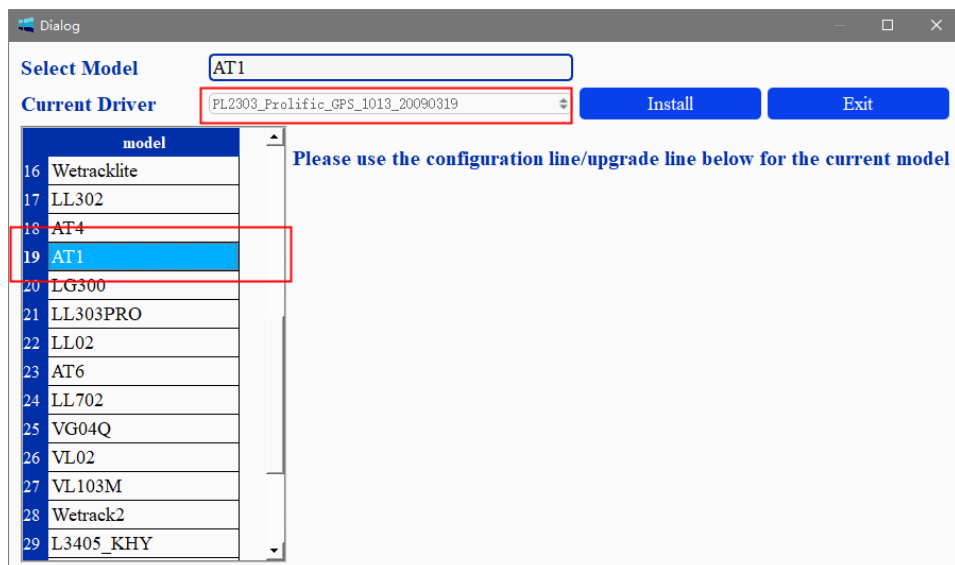 Dialog
Select Model AT1
Current Driver PL2303_Prolific_GPS_1013_20090319 Install Exit
model
Please use the configuration line/upgrade line below for the current model
16 Wetracklite
17 LL302
18 AT4
19 AT1
20 LG300
21 LL303PRO
22 LL02
23 AT6
24 LL702
25 VG04Q
26 VL02
27 VL103M
28 Wetrack2
29 L3405_KHY